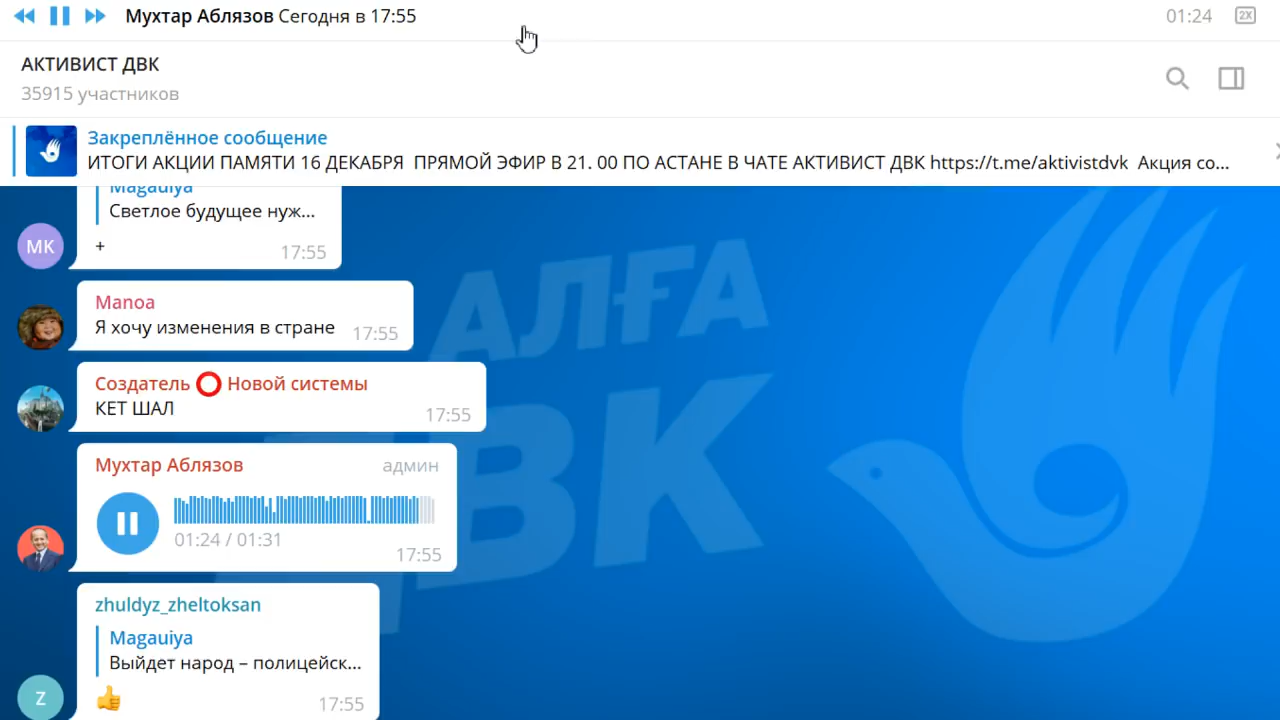 Мухтар Аблязов Сегодня в 17:55
01:24 2X
АКТИВИСТ ДВК
35915 участников
Закреплённое сообщение
ИТОГИ АКЦИИ ПАМЯТИ 16 ДЕКАБРЯ ПРЯМОЙ ЭФИР В 21. 00 ПО АСТАНЕ В ЧАТЕ АКТИВИСТ ДВК https://t.me/aktivistdvk Акция со...
Magauiya
Светлое будущее нуж...
MK
+
17:55
Manoa
Я хочу изменения в стране
17:55
Создатель ⭕ Новой системы
КЕТ ШАЛ
17:55
Мухтар Аблязов админ
01:24 / 01:31
17:55
zhuldyz_zheltoksan
Magauiya
Выйдет народ – полицейск...
Z
👍
17:55
АЛҒА
ДВК